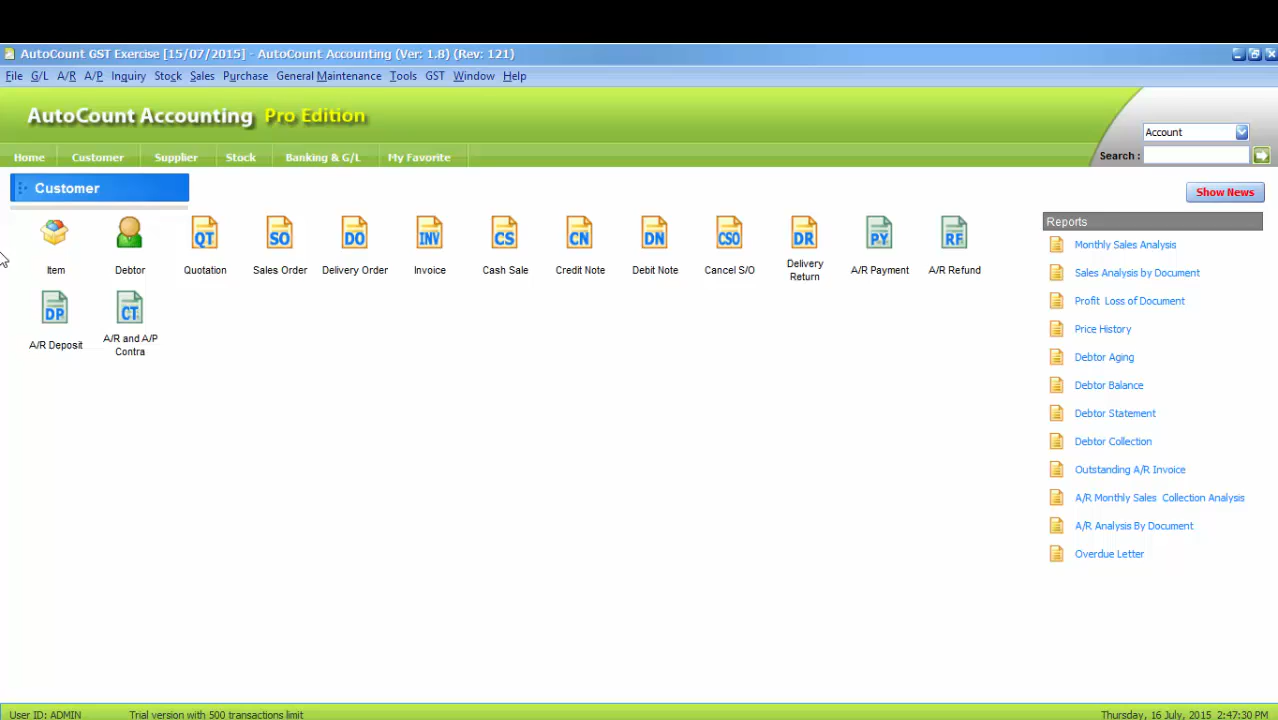 AutoCount GST Exercise [15/07/2015] - AutoCount Accounting (Ver: 1.8) (Rev: 121)
File G/L A/R A/P Inquiry Stock Sales Purchase General Maintenance Tools GST Window Help
AutoCount Accounting Pro Edition
Account
Search :
Home Customer Supplier Stock Banking & G/L My Favorite
Customer
Show News
QT SO DO INV CS CN DN CSO DR PY RF
Item Debtor Quotation Sales Order Delivery Order Invoice Cash Sale Credit Note Debit Note Cancel S/O Delivery Return A/R Payment A/R Refund
DP CT
A/R Deposit A/R and A/P Contra
Reports
Monthly Sales Analysis
Sales Analysis by Document
Profit Loss of Document
Price History
Debtor Aging
Debtor Balance
Debtor Statement
Debtor Collection
Outstanding A/R Invoice
A/R Monthly Sales Collection Analysis
A/R Analysis By Document
Overdue Letter
User ID: ADMIN Trial version with 500 transactions limit Thursday, 16 July, 2015 2:47:30 PM